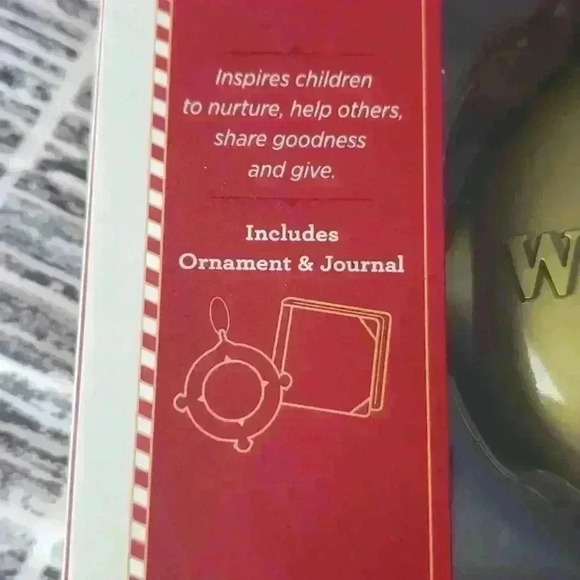 Inspires children
to nurture, help others,
share goodness
and give.
Includes
Ornament & Journal
W